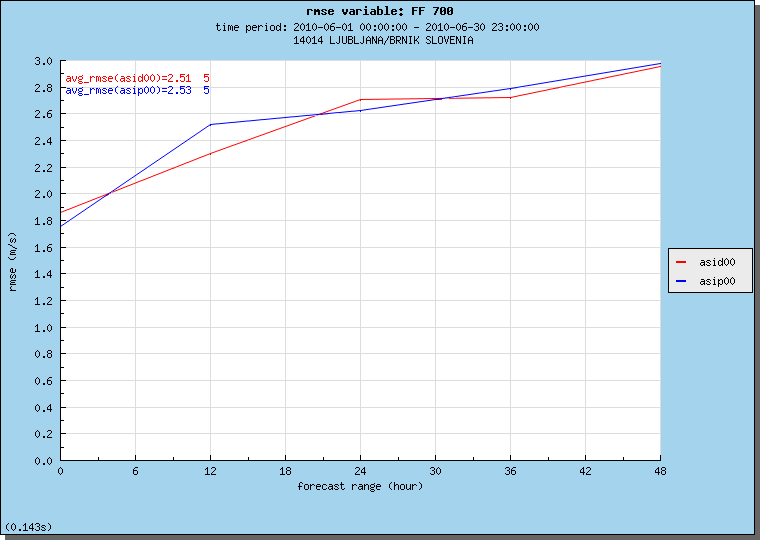 rmse variable: FF 700
time period: 2010-06-01 00:00:00 - 2010-06-30 23:00:00
14014 LJUBLJANA/BRNIK SLOVENIA
avg_rmse(asid00)=2.51  5
avg_rmse(asip00)=2.53  5
3.0
2.8
2.6
2.4
2.2
2.0
1.8
1.6
1.4
1.2
1.0
0.8
0.6
0.4
0.2
0.0
rmse (m/s)
0 6 12 18 24 30 36 42 48
forecast range (hour)
asid00
asip00
(0.143s)